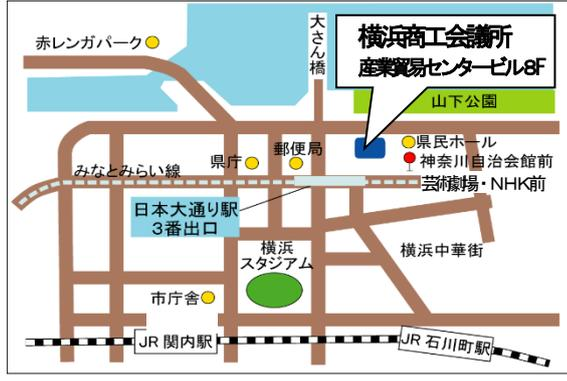 大さん橋
横浜商工会議所
産業貿易センタービル8F
赤レンガパーク
山下公園
県民ホール
郵便局
県庁
神奈川自治会館前
みなとみらい線
芸術劇場・NHK前
日本大通り駅
3番出口
横浜
スタジアム
横浜中華街
市庁舎
JR 関内駅
JR 石川町駅